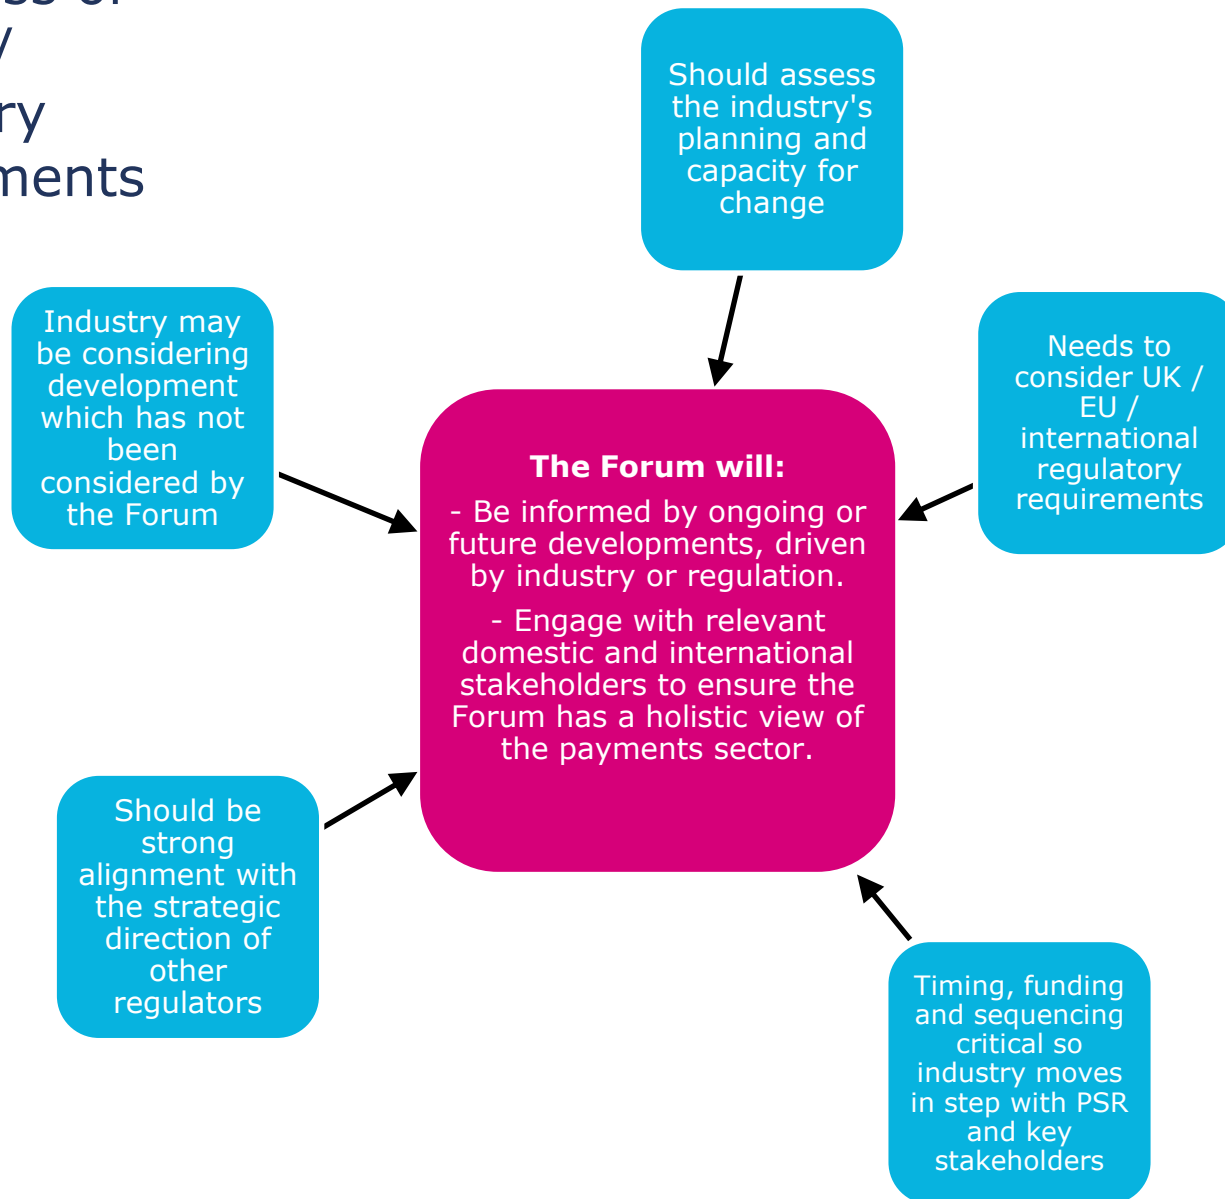 ments
Should assess
the industry's
planning and
capacity for
change
Industry may
be considering
development
which has not
been
considered by
the Forum
Needs to
consider UK /
EU /
international
regulatory
requirements
The Forum will:
- Be informed by ongoing or
future developments, driven
by industry or regulation.
- Engage with relevant
domestic and international
stakeholders to ensure the
Forum has a holistic view of
the payments sector.
Should be
strong
alignment with
the strategic
direction of
other
regulators
Timing, funding
and sequencing
critical so
industry moves
in step with PSR
and key
stakeholders